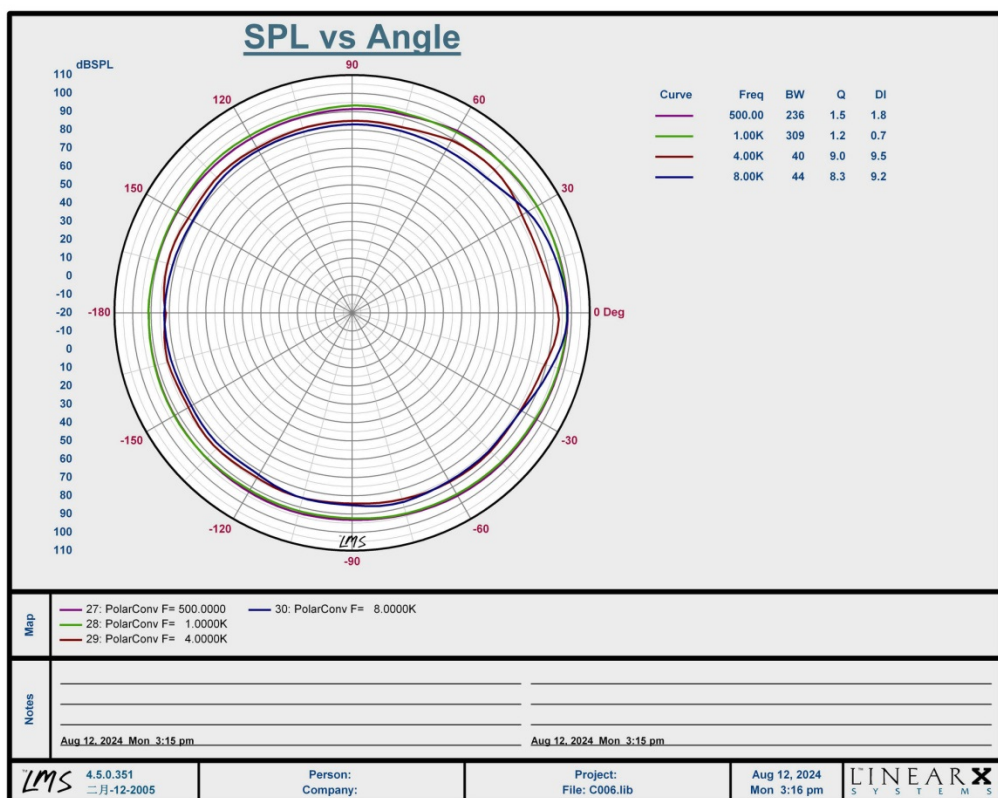 SPL vs Angle
dBSPL
110
100
90
80
70
60
50
40
30
20
10
0
-10
-20
-10
0
10
20
30
40
50
60
70
80
90
100
110
90
120
60
150
30
-180
0 Deg
-150
-30
-120
-60
-90
LMS
Curve Freq BW Q DI
500.00 236 1.5 1.8
1.00K 309 1.2 0.7
4.00K 40 9.0 9.5
8.00K 44 8.3 9.2
Map
27: PolarConv F= 500.0000 30: PolarConv F= 8.0000K
28: PolarConv F= 1.0000K
29: PolarConv F= 4.0000K
Notes
Aug 12, 2024 Mon 3:15 pm Aug 12, 2024 Mon 3:15 pm
LMS
4.5.0.351
二月-12-2005
Person:
Company:
Project:
File: C006.lib
Aug 12, 2024
Mon 3:16 pm
LINEARX
SYSTEMS